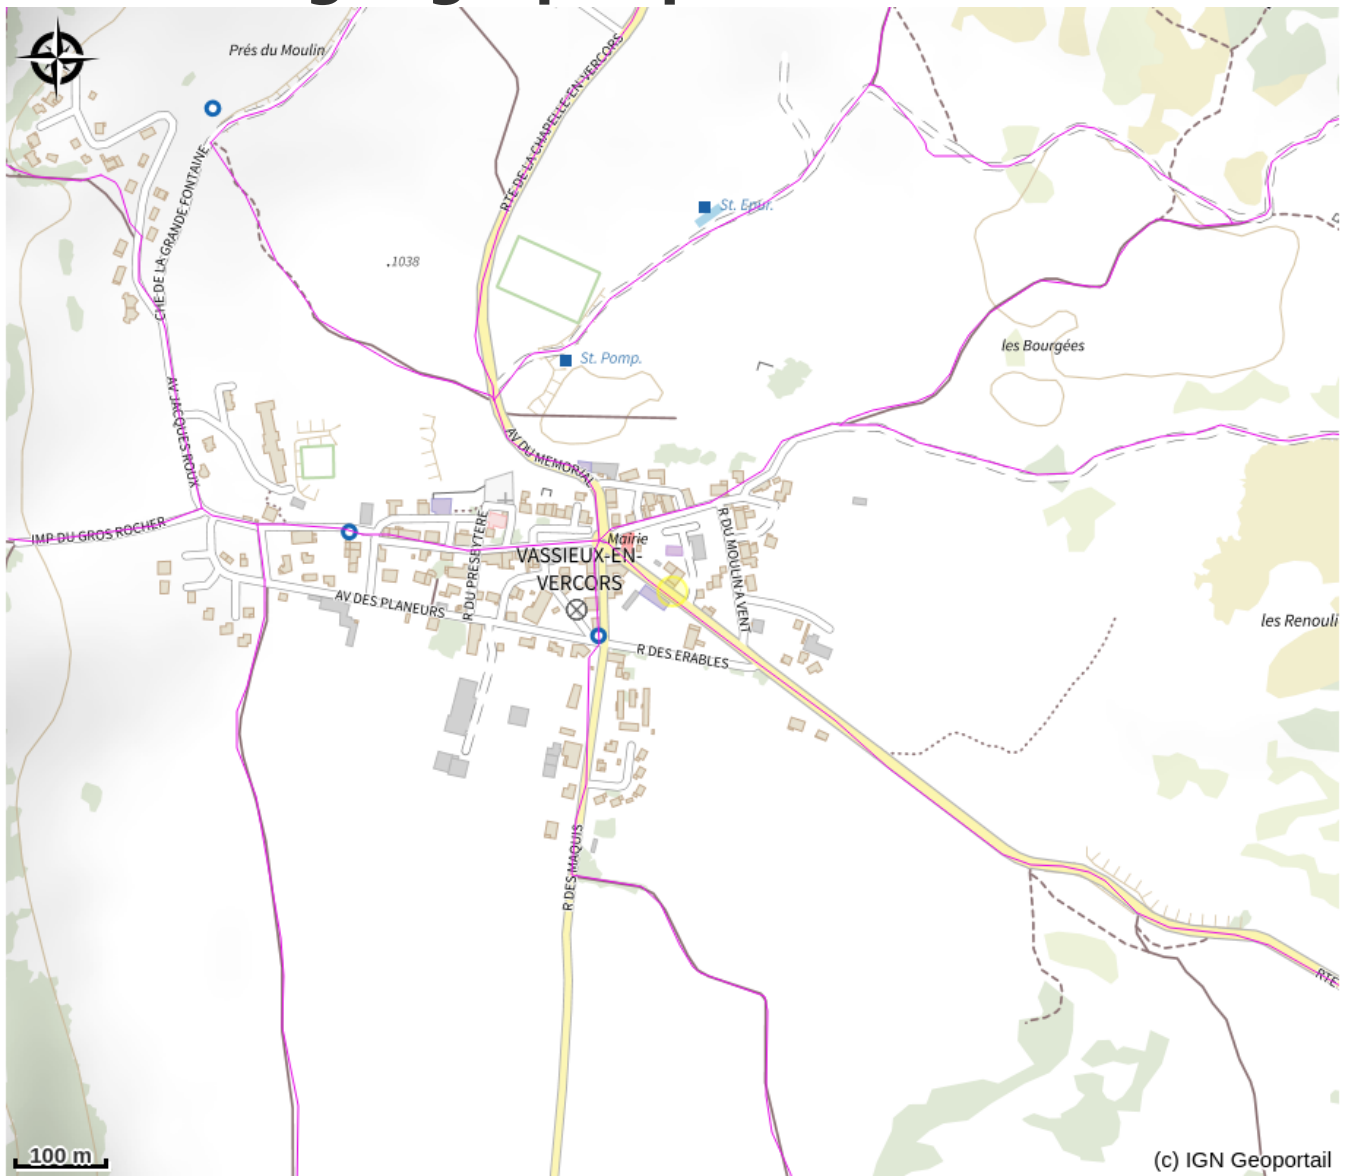 Prés du Moulin
RTE DE LA CHAPELLE-EN-VERCORS
CHE DE LA GRANDE FONTAINE
St. Epur.
.1038
les Bourgées
St. Pomp.
AV JACQUES ROUX
AV DU MEMORIAL
IMP DU GROS ROCHER
R DU PRESBYTERE
R DU MOULIN A VENT
Mairie
VASSIEUX-EN-
VERCORS
AV DES PLANEURS
les Renouli
R DES ERABLES
R DES MAQUIS
RTE
100 m
(c) IGN Geoportail